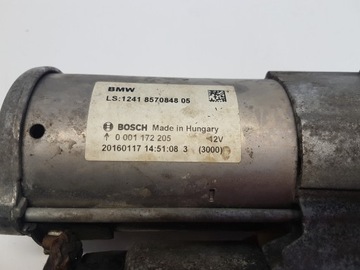 BMW
LS:1241 8570848 05
BOSCH Made in Hungary
↑ 0 001 172 205 12V
20160117 14:51:08 3 (3000)